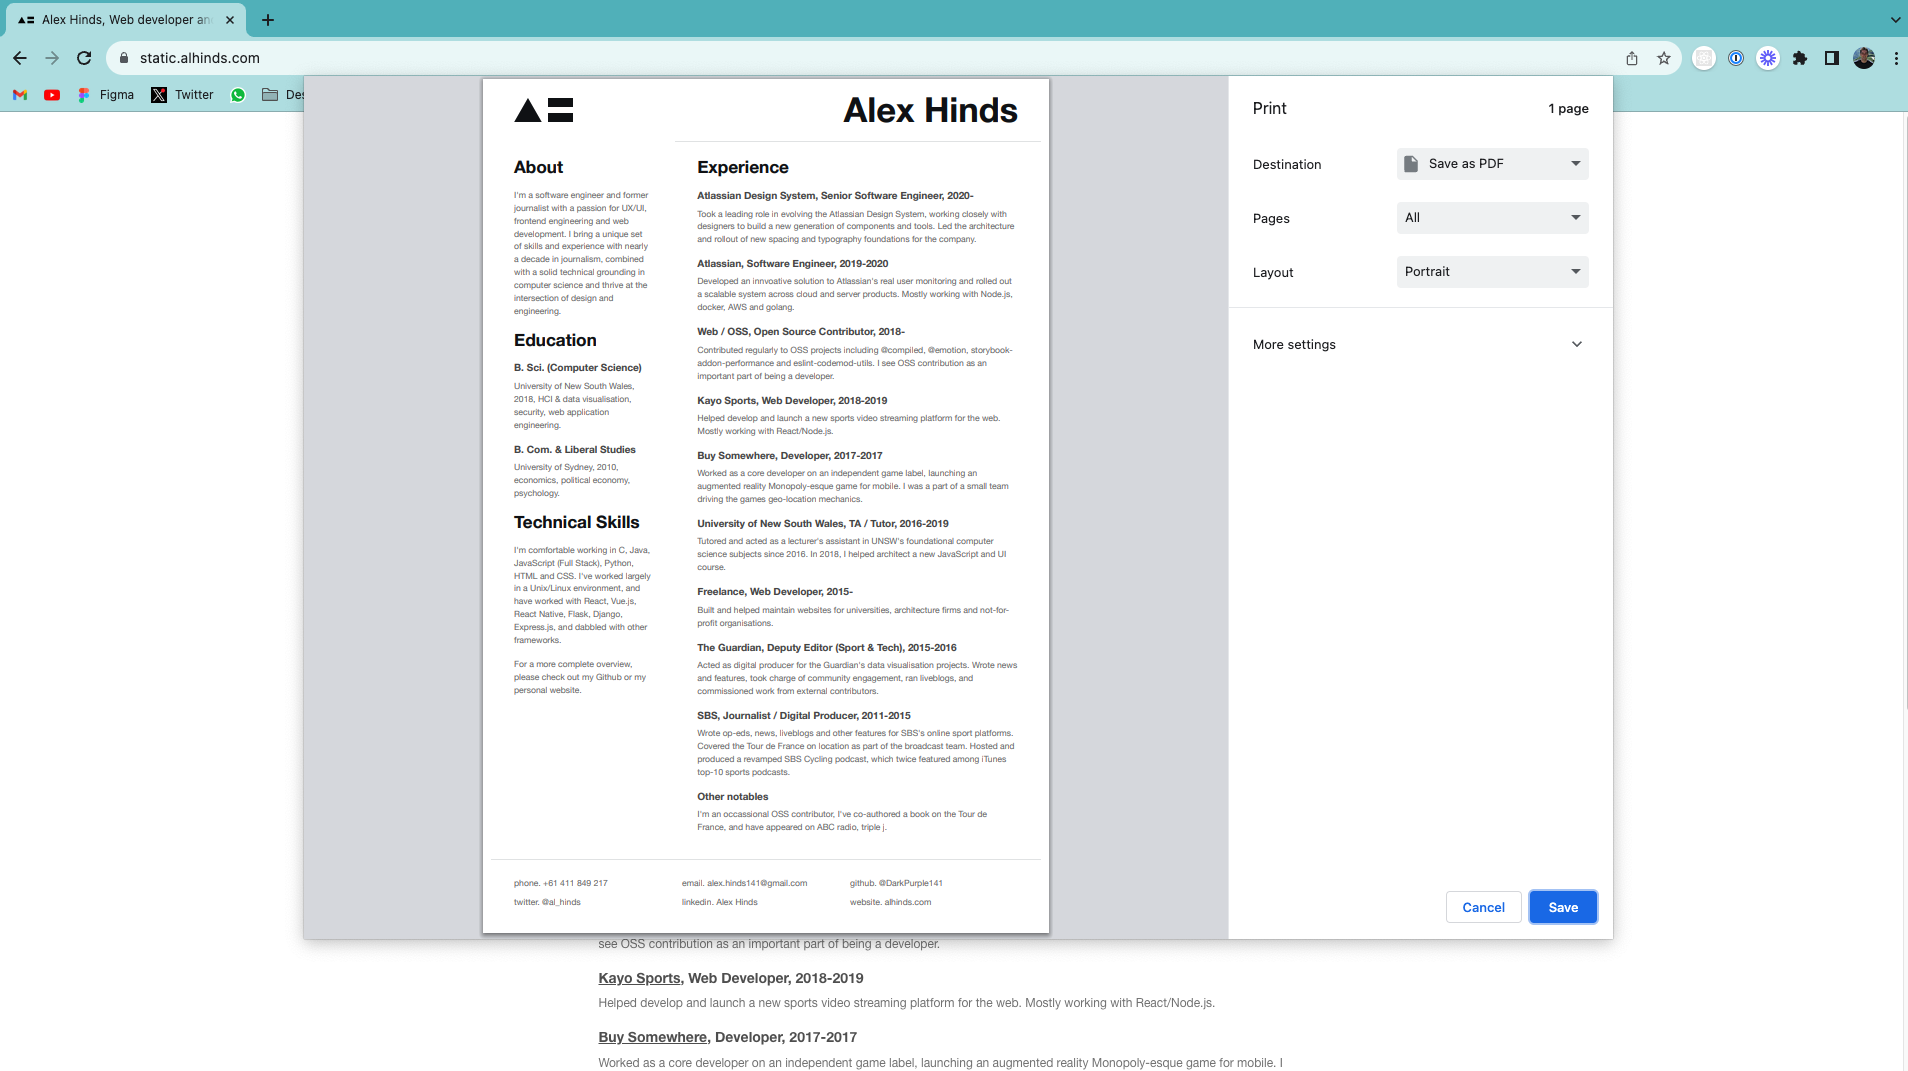 Alex Hinds, Web developer an
static.alhinds.com
Figma
Twitter
Des
Alex Hinds
About
I'm a software engineer and former
journalist with a passion for UX/UI,
frontend engineering and web
development. I bring a unique set
of skills and experience with nearly
a decade in journalism, combined
with a solid technical grounding in
computer science and thrive at the
intersection of design and
engineering.
Education
B. Sci. (Computer Science)
University of New South Wales,
2018, HCI & data visualisation,
security, web application
engineering.
B. Com. & Liberal Studies
University of Sydney, 2010,
economics, political economy,
psychology.
Technical Skills
I'm comfortable working in C, Java,
JavaScript (Full Stack), Python,
HTML and CSS. I've worked largely
in a Unix/Linux environment, and
have worked with React, Vue.js,
React Native, Flask, Django,
Express.js, and dabbled with other
frameworks.
For a more complete overview,
please check out my Github or my
personal website.
Experience
Atlassian Design System, Senior Software Engineer, 2020-
Took a leading role in evolving the Atlassian Design System, working closely with
designers to build a new generation of components and tools. Led the architecture
and rollout of new spacing and typography foundations for the company.
Atlassian, Software Engineer, 2019-2020
Developed an innvoative solution to Atlassian's real user monitoring and rolled out
a scalable system across cloud and server products. Mostly working with Node.js,
docker, AWS and golang.
Web / OSS, Open Source Contributor, 2018-
Contributed regularly to OSS projects including @compiled, @emotion, storybook-
addon-performance and eslint-codemod-utils. I see OSS contribution as an
important part of being a developer.
Kayo Sports, Web Developer, 2018-2019
Helped develop and launch a new sports video streaming platform for the web.
Mostly working with React/Node.js.
Buy Somewhere, Developer, 2017-2017
Worked as a core developer on an independent game label, launching an
augmented reality Monopoly-esque game for mobile. I was a part of a small team
driving the games geo-location mechanics.
University of New South Wales, TA / Tutor, 2016-2019
Tutored and acted as a lecturer's assistant in UNSW's foundational computer
science subjects since 2016. In 2018, I helped architect a new JavaScript and UI
course.
Freelance, Web Developer, 2015-
Built and helped maintain websites for universities, architecture firms and not-for-
profit organisations.
The Guardian, Deputy Editor (Sport & Tech), 2015-2016
Acted as digital producer for the Guardian's data visualisation projects. Wrote news
and features, took charge of community engagement, ran liveblogs, and
commissioned work from external contributors.
SBS, Journalist / Digital Producer, 2011-2015
Wrote op-eds, news, liveblogs and other features for SBS's online sport platforms.
Covered the Tour de France on location as part of the broadcast team. Hosted and
produced a revamped SBS Cycling podcast, which twice featured among iTunes
top-10 sports podcasts.
Other notables
I'm an occassional OSS contributor, I've co-authored a book on the Tour de
France, and have appeared on ABC radio, triple j.
phone. +61 411 849 217
email. alex.hinds141@gmail.com
github. @DarkPurple141
twitter. @al_hinds
linkedin. Alex Hinds
website. alhinds.com
Print
1 page
Destination
Save as PDF
Pages
All
Layout
Portrait
More settings
Cancel
Save
see OSS contribution as an important part of being a developer.
Kayo Sports, Web Developer, 2018-2019
Helped develop and launch a new sports video streaming platform for the web. Mostly working with React/Node.js.
Buy Somewhere, Developer, 2017-2017
Worked as a core developer on an independent game label, launching an augmented reality Monopoly-esque game for mobile. I